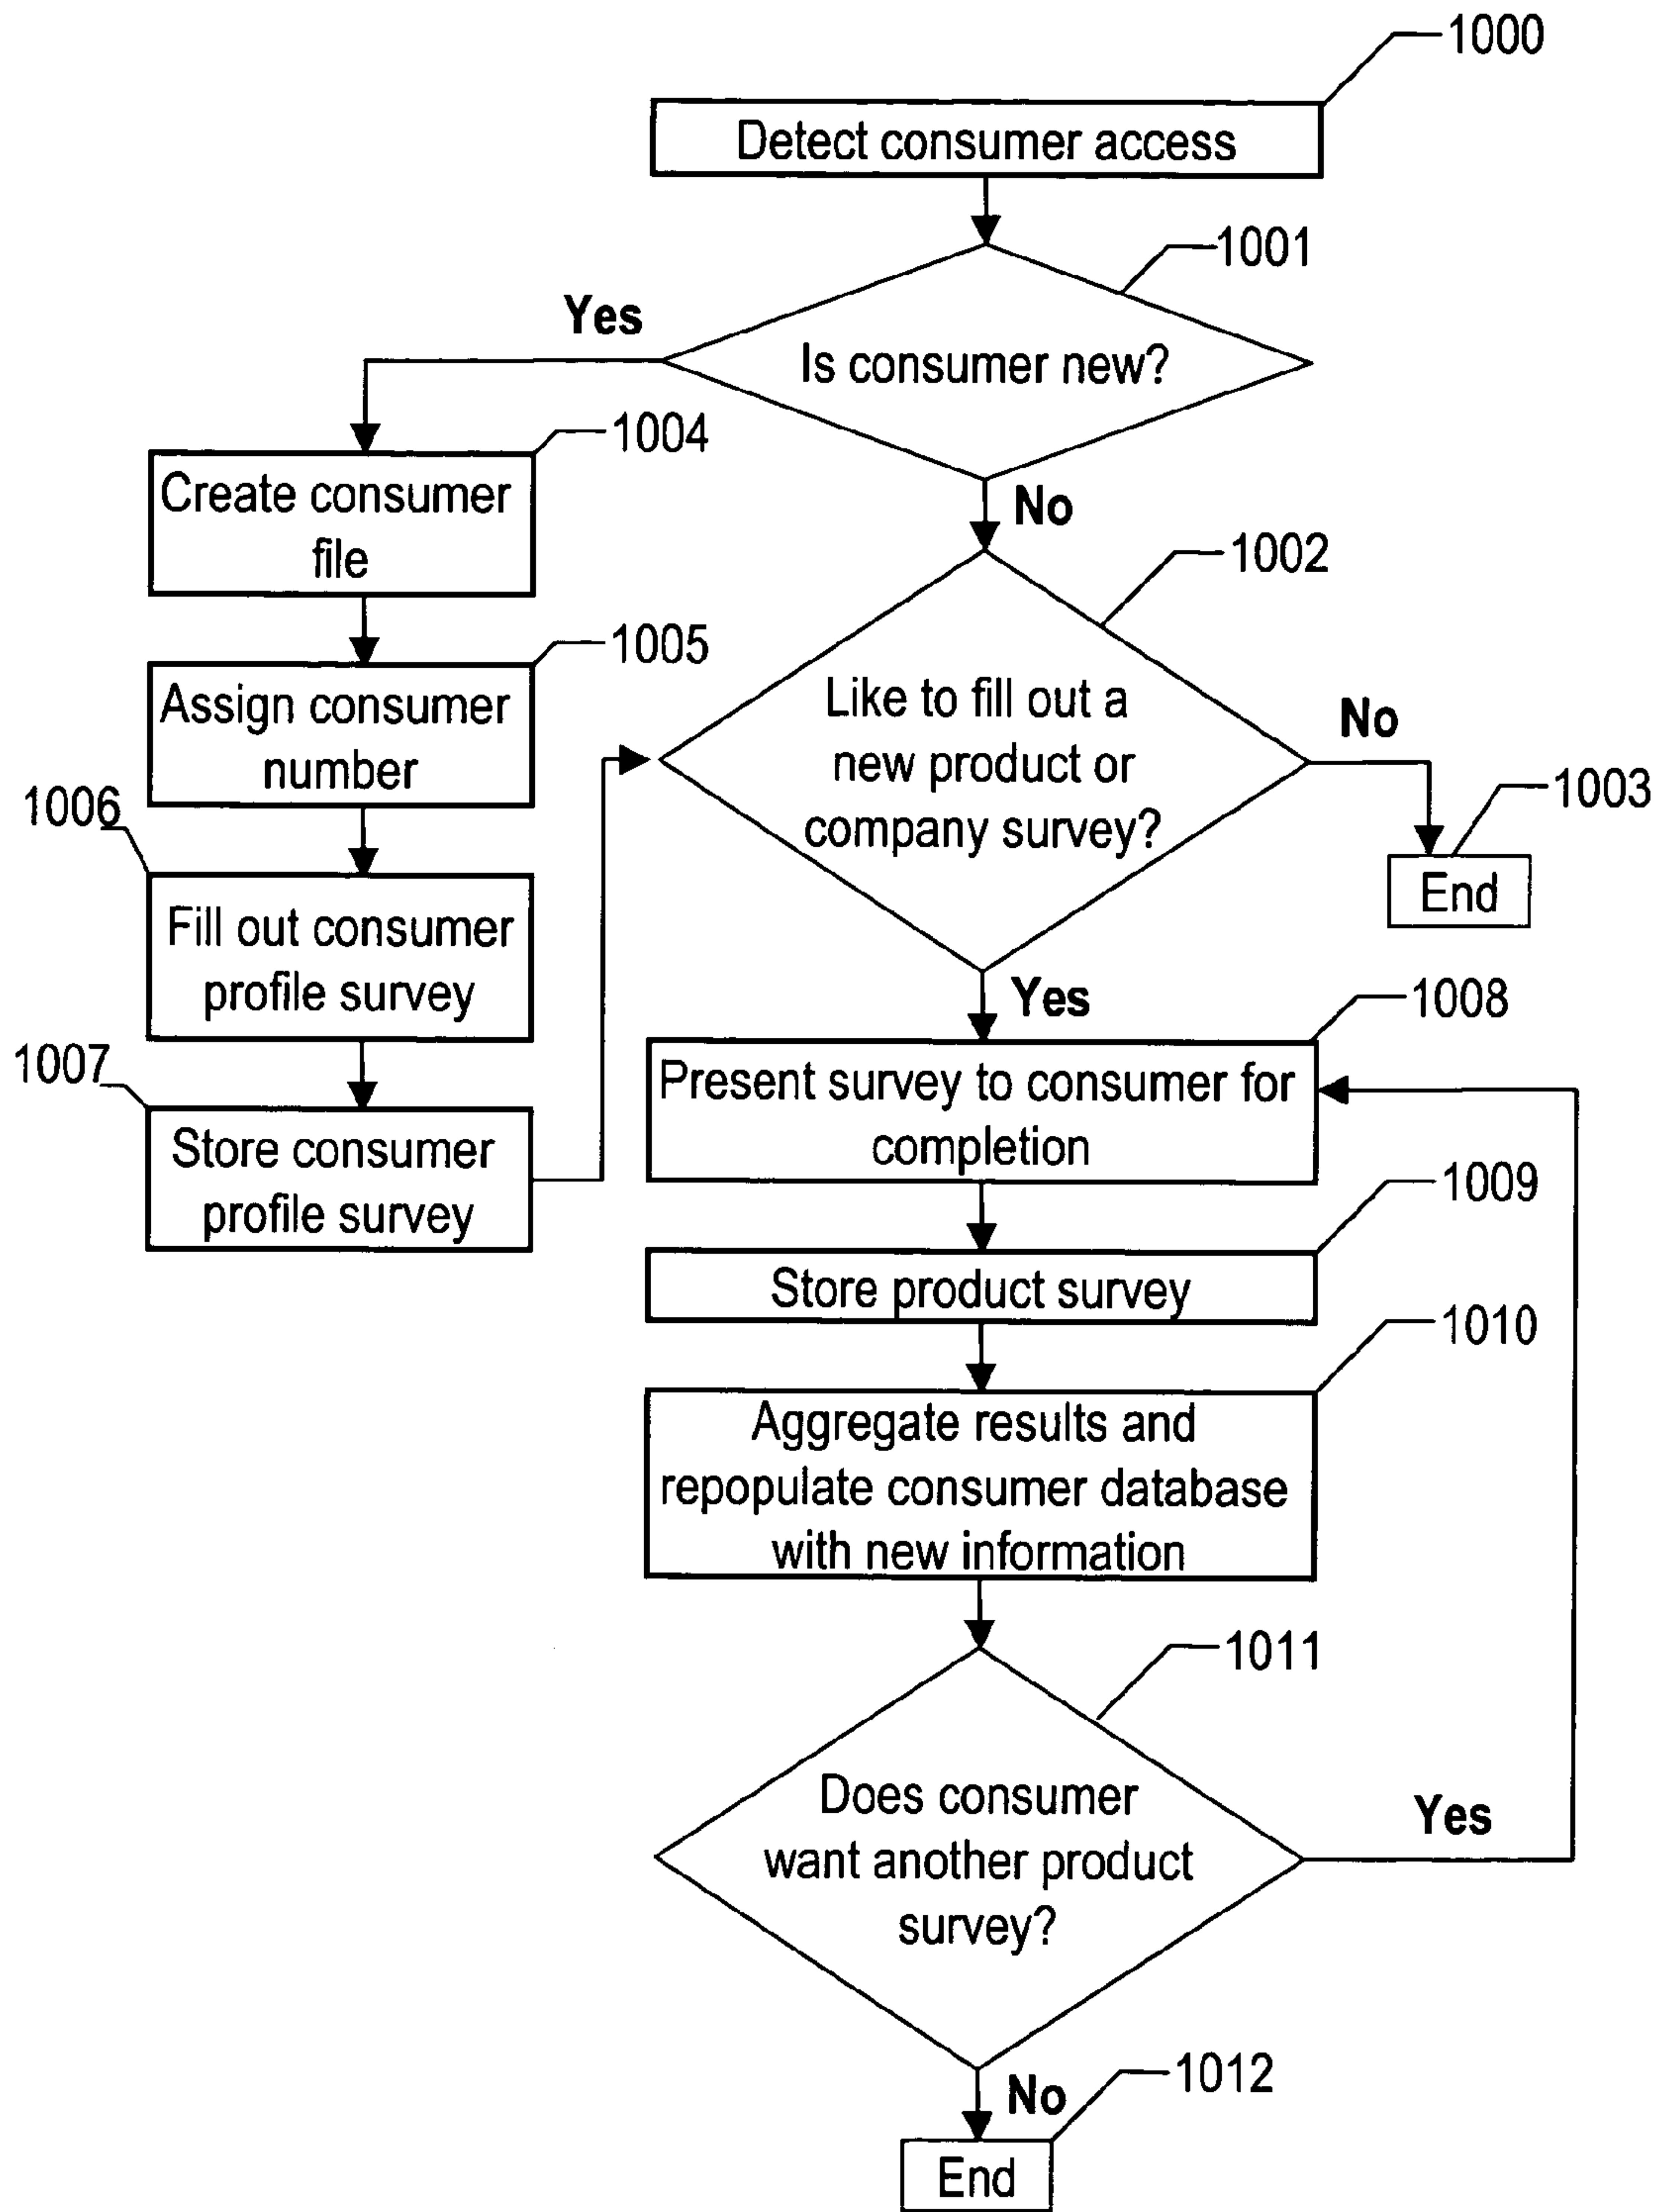 1000
Detect consumer access
1001
Yes
Is consumer new?
1004
Create consumer
file
No
1002
1005
Assign consumer
number
Like to fill out a
new product or
company survey?
No
1003
End
1006
Fill out consumer
profile survey
1007
Store consumer
profile survey
Yes
1008
Present survey to consumer for
completion
1009
Store product survey
1010
Aggregate results and
repopulate consumer database
with new information
1011
Does consumer
want another product
survey?
Yes
No
1012
End